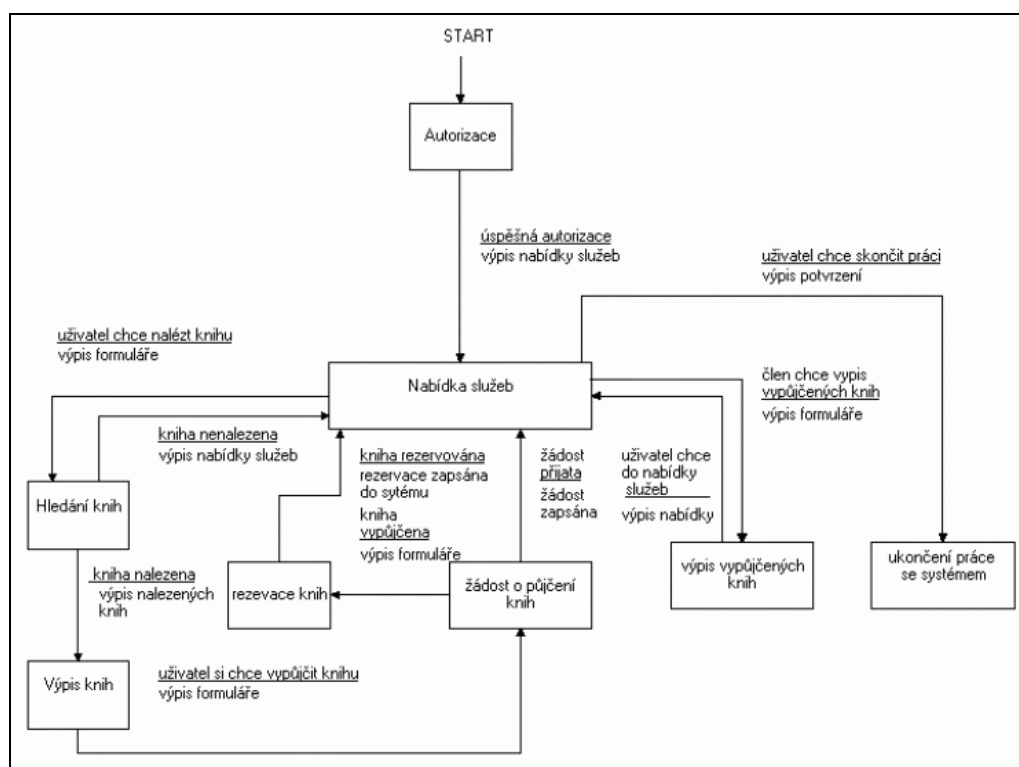 START
Autorizace
úspěšná autorizace
výpis nabídky služeb
uživatel chce skončit práci
výpis potvrzení
uživatel chce nalézt knihu
výpis formuláře
Nabídka služeb
člen chce vypis
vypůjčených knih
výpis formuláře
kniha nenalezena
výpis nabídky služeb
kniha rezervována
rezervace zapsána
do sytému
kniha
vypůjčena
výpis formuláře
žádost
přijata
žádost
zapsána
uživatel chce
do nabídky
služeb
výpis nabídky
Hledání knih
kniha nalezena
výpis nalezených
knih
rezevace knih
žádost o půjčení
knih
výpis vypůjčených
knih
ukončení práce
se systémem
Výpis knih
uživatel si chce vypůjčit knihu
výpis formuláře